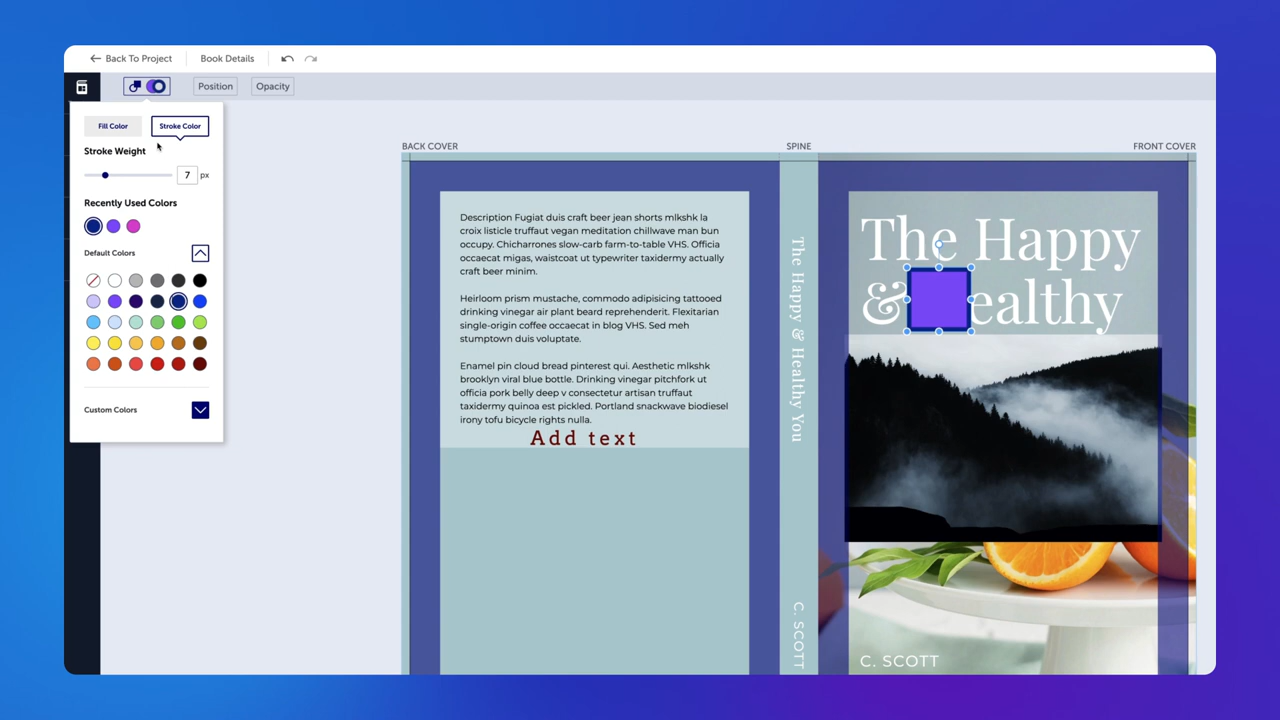 Back To Project
Book Details
Position
Opacity
Fill Color
Stroke Color
Stroke Weight
7 px
Recently Used Colors
Default Colors
Custom Colors
BACK COVER
SPINE
FRONT COVER
Description Fugiat duis craft beer jean shorts mlkshk la
croix listicle truffaut vegan meditation chillwave man bun
occupy. Chicharrones slow-carb farm-to-table VHS. Officia
occaecat migas, waistcoat ut typewriter taxidermy actually
craft beer minim.
Heirloom prism mustache, commodo adipisicing tattooed
drinking vinegar air plant beard reprehenderit. Flexitarian
single-origin coffee occaecat in blog VHS. Sed meh
stumptown duis voluptate.
Enamel pin cloud bread pinterest qui. Aesthetic mlkshk
brooklyn viral blue bottle. Drinking vinegar pitchfork ut
officia pork belly deep v consectetur artisan truffaut
taxidermy quinoa est pickled. Portland snackwave biodiesel
irony tofu bicycle rights nulla.
Add text
The Happy & Healthy You
C. SCOTT
The Happy
& ealthy
C. SCOTT